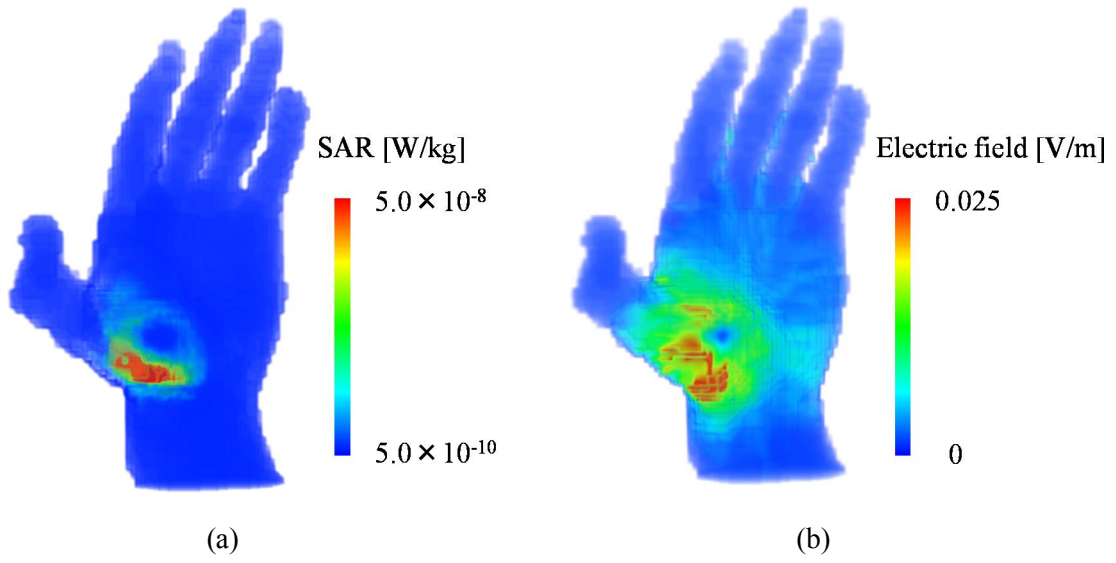 SAR [W/kg]
5.0 × 10⁻⁸
5.0 × 10⁻¹⁰
(a)
Electric field [V/m]
0.025
0
(b)